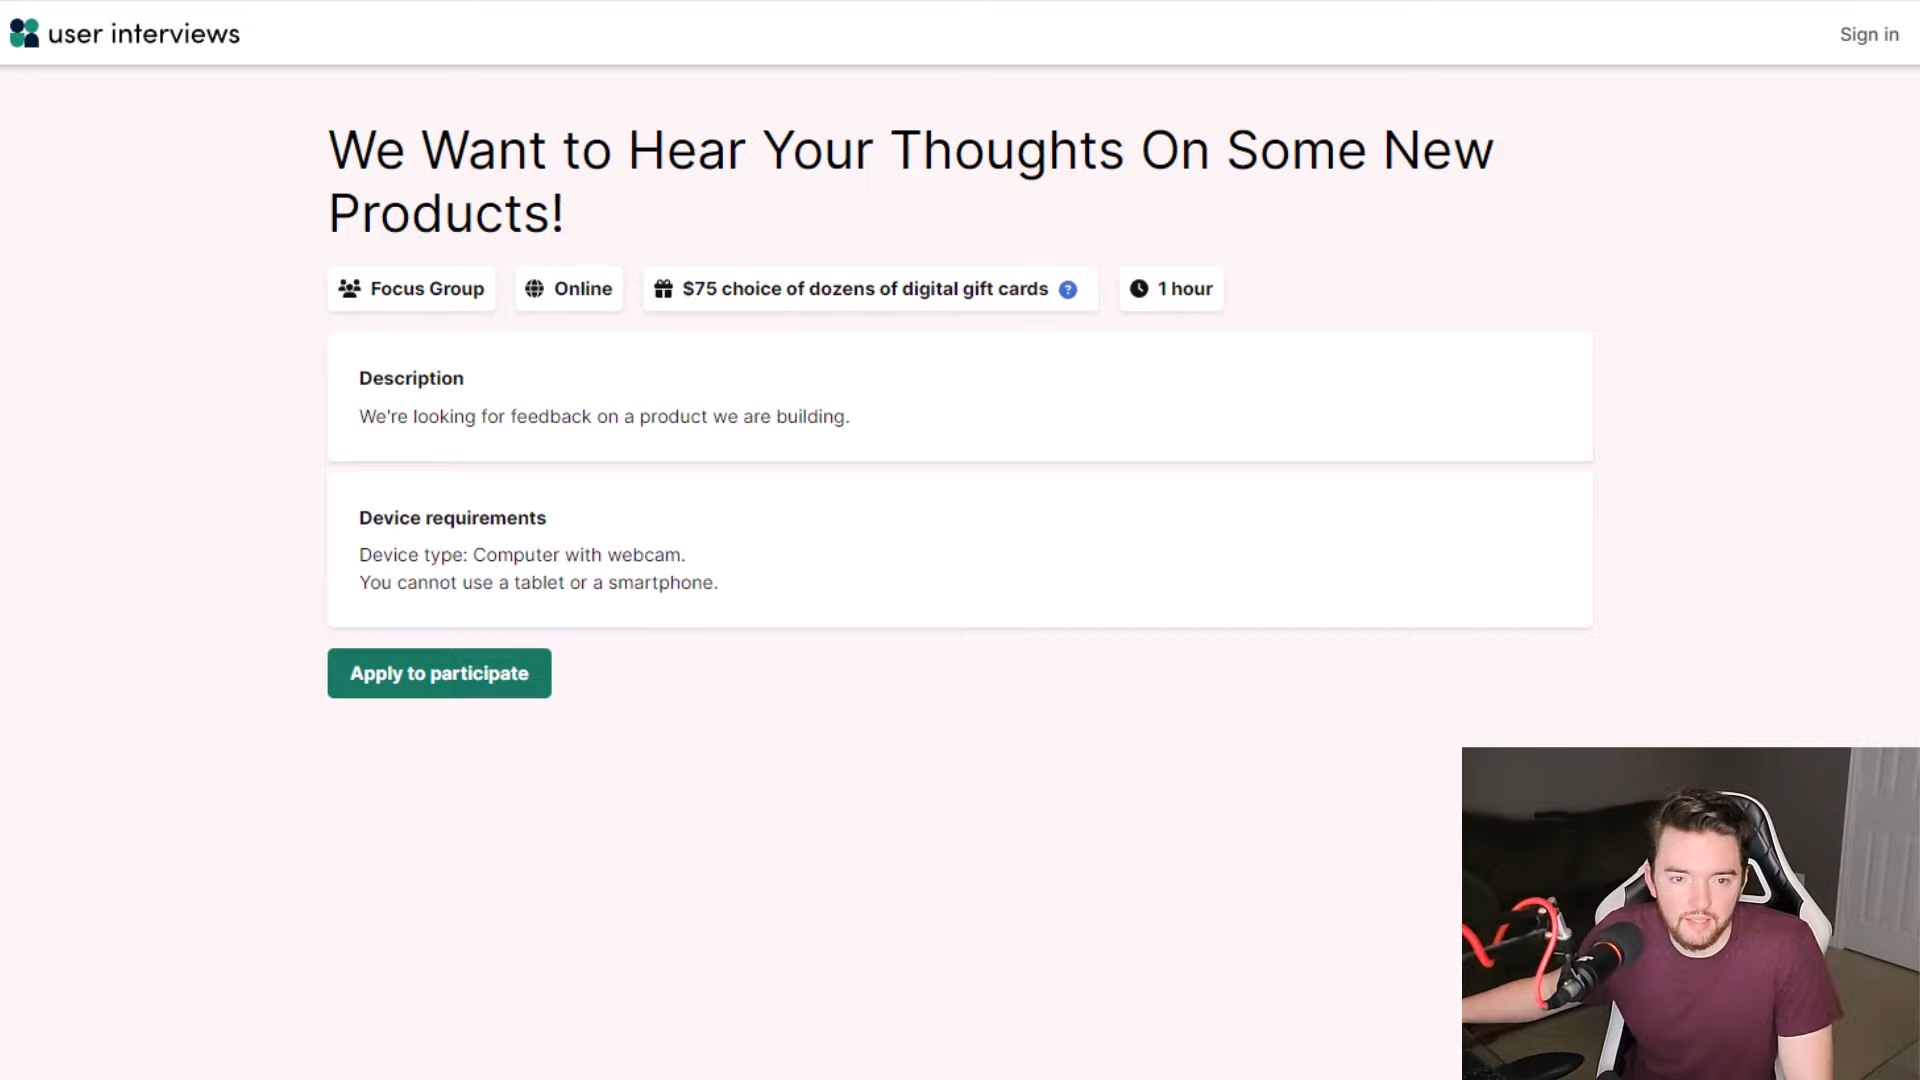 user interviews
Sign in
We Want to Hear Your Thoughts On Some New
Products!
Focus Group
Online
$75 choice of dozens of digital gift cards ?
1 hour
Description
We're looking for feedback on a product we are building.
Device requirements
Device type: Computer with webcam.
You cannot use a tablet or a smartphone.
Apply to participate